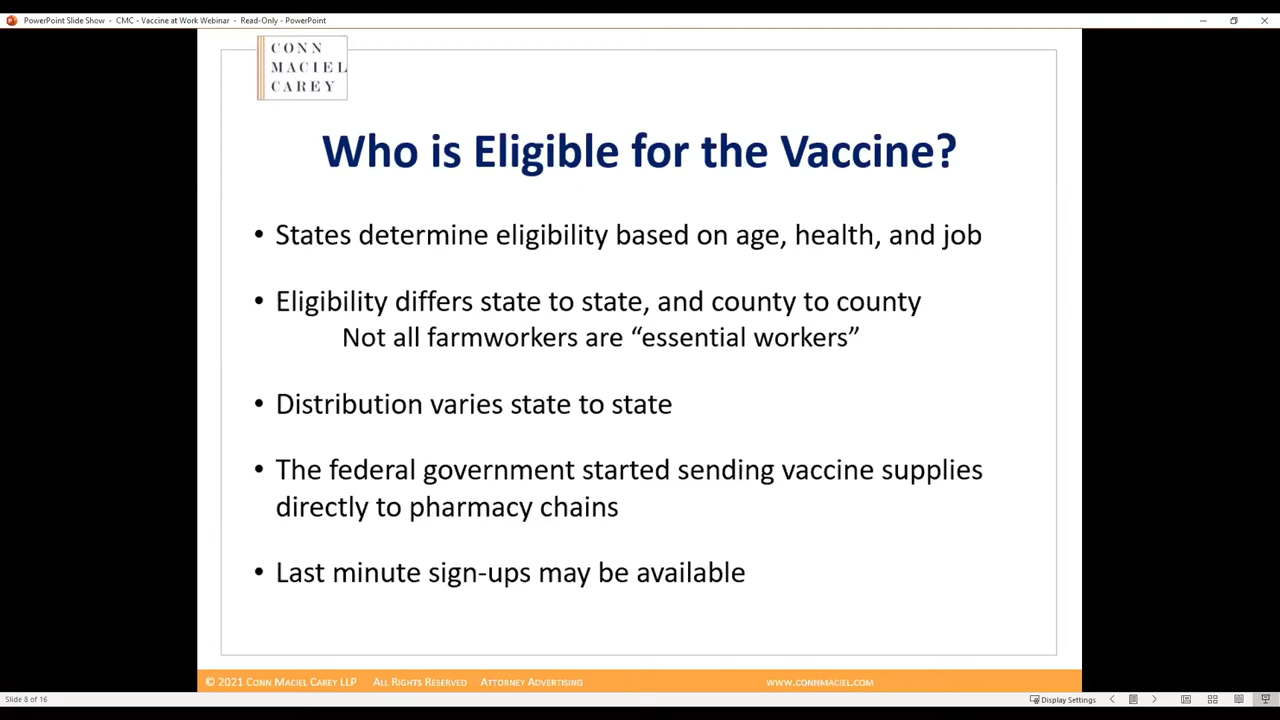 PowerPoint Slide Show - CMC - Vaccine at Work Webinar - Read-Only - PowerPoint
CONN
MACIEL
CAREY
Who is Eligible for the Vaccine?
• States determine eligibility based on age, health, and job
• Eligibility differs state to state, and county to county
Not all farmworkers are “essential workers”
• Distribution varies state to state
• The federal government started sending vaccine supplies
directly to pharmacy chains
• Last minute sign-ups may be available
© 2021 CONN MACIEL CAREY LLP ALL RIGHTS RESERVED ATTORNEY ADVERTISING WWW.CONNMACIEL.COM
Slide 8 of 16 Display Settings